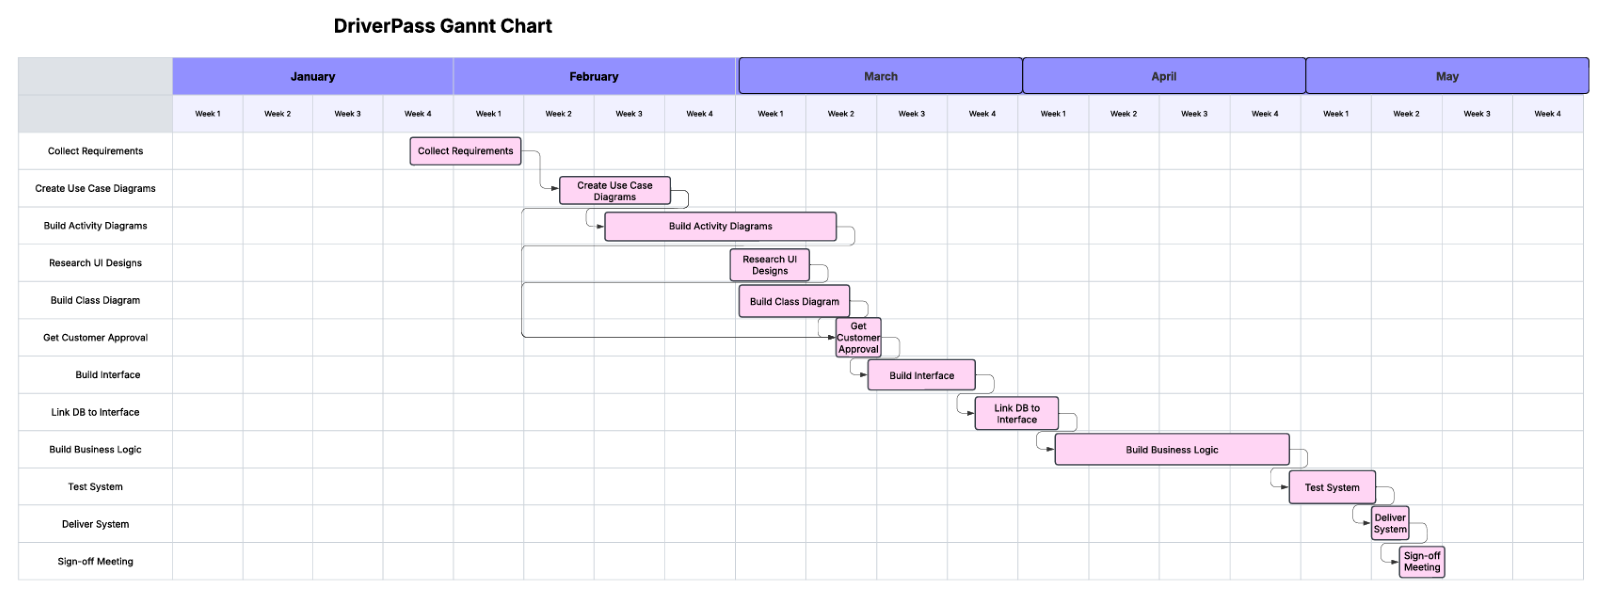 DriverPass Gannt Chart
January February March April May
Week 1 Week 2 Week 3 Week 4 Week 1 Week 2 Week 3 Week 4 Week 1 Week 2 Week 3 Week 4 Week 1 Week 2 Week 3 Week 4 Week 1 Week 2 Week 3 Week 4
Collect Requirements Collect Requirements
Create Use Case Diagrams
Create Use Case
Diagrams
Build Activity Diagrams Build Activity Diagrams
Research UI Designs
Research UI
Designs
Build Class Diagram Build Class Diagram
Get Customer Approval
Get
Customer
Approval
Build Interface Build Interface
Link DB to Interface
Link DB to
Interface
Build Business Logic Build Business Logic
Test System Test System
Deliver System
Deliver
System
Sign-off Meeting
Sign-off
Meeting